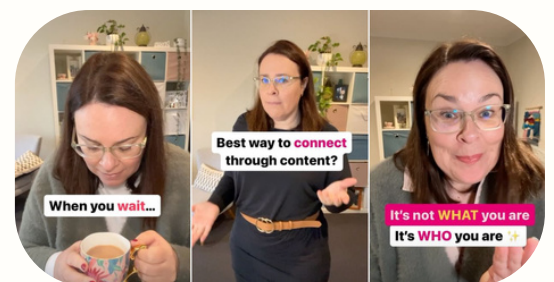 When you wait...
Best way to connect
through content?
It's not WHAT you are
It's WHO you are ✨